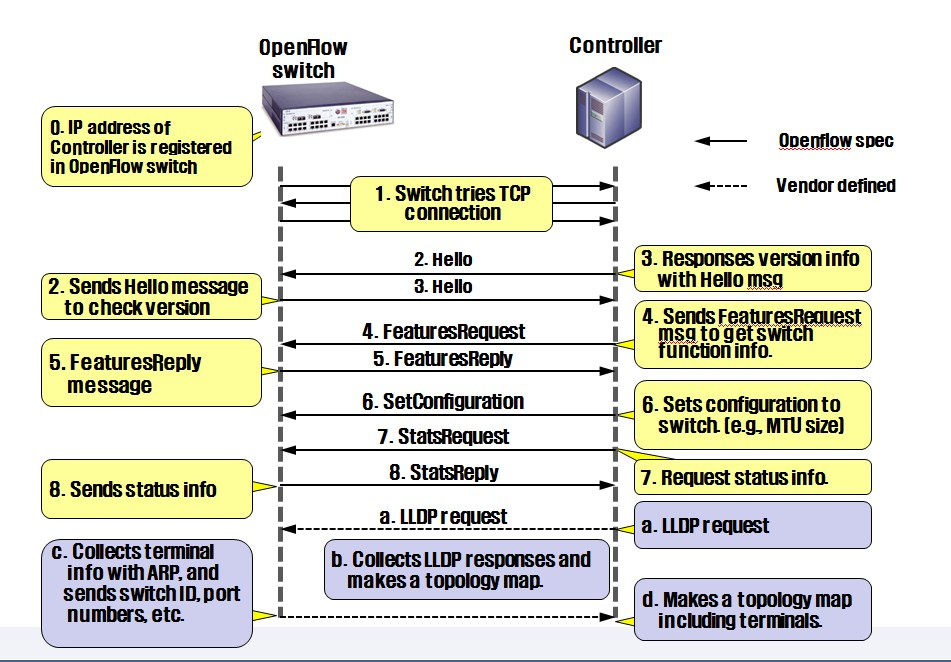 OpenFlow
switch
Controller
0. IP address of
Controller is registered
in OpenFlow switch
Openflow spec
Vendor defined
1. Switch tries TCP
connection
2. Hello
3. Hello
3. Responses version info
with Hello msg
2. Sends Hello message
to check version
4. FeaturesRequest
5. FeaturesReply
4. Sends FeaturesRequest
msg to get switch
function info.
5. FeaturesReply
message
6. SetConfiguration
6. Sets configuration to
switch. (e.g., MTU size)
7. StatsRequest
7. Request status info.
8. StatsReply
8. Sends status info
a. LLDP request
a. LLDP request
b. Collects LLDP responses and
makes a topology map.
c. Collects terminal
info with ARP, and
sends switch ID, port
numbers, etc.
d. Makes a topology map
including terminals.